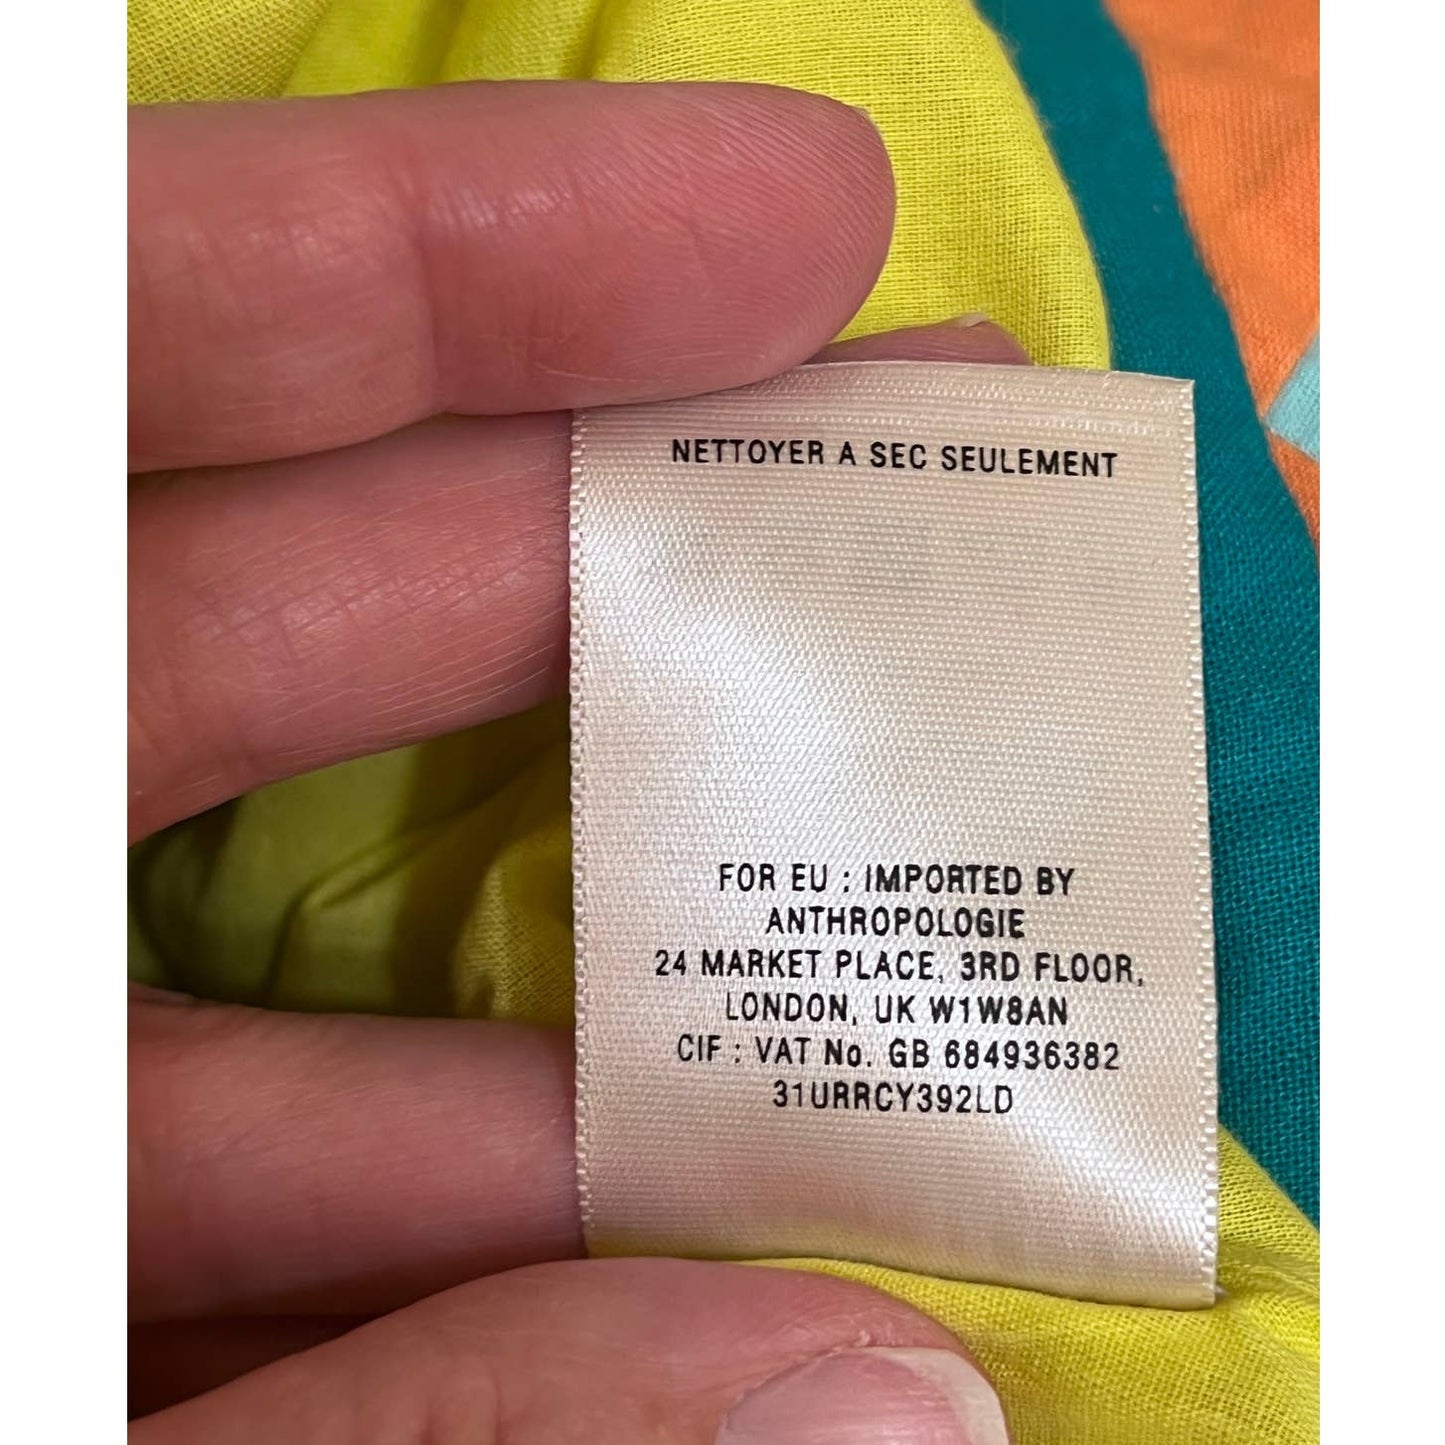 NETTOYER A SEC SEULEMENT
FOR EU : IMPORTED BY
ANTHROPOLOGIE
24 MARKET PLACE, 3RD FLOOR,
LONDON, UK W1W8AN
CIF : VAT No. GB 684936382
31URRCY392LD